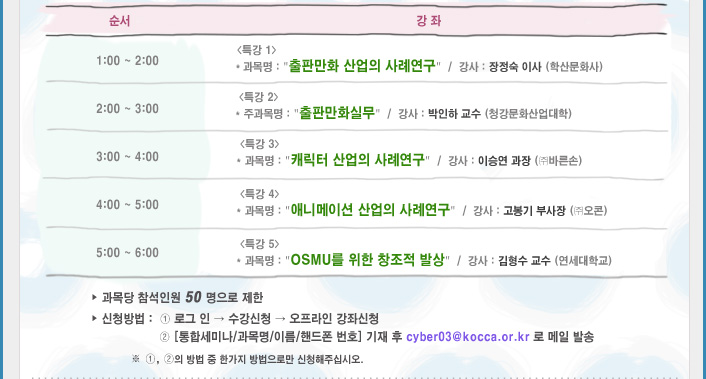 순서 강 좌
1:00 ~ 2:00
<특강 1>
• 과목명 : "출판만화 산업의 사례연구" / 강사 : 장정숙 이사 (학산문화사)
2:00 ~ 3:00
<특강 2>
• 주과목명 : "출판만화실무" / 강사 : 박인하 교수 (청강문화산업대학)
3:00 ~ 4:00
<특강 3>
• 과목명 : "캐릭터 산업의 사례연구" / 강사 : 이승연 과장 (㈜바른손)
4:00 ~ 5:00
<특강 4>
• 과목명 : "애니메이션 산업의 사례연구" / 강사 : 고봉기 부사장 (㈜오콘)
5:00 ~ 6:00
<특강 5>
• 과목명 : "OSMU를 위한 창조적 발상" / 강사 : 김형수 교수 (연세대학교)
▶ 과목당 참석인원 50 명으로 제한
▶ 신청방법 : ① 로그 인 → 수강신청 → 오프라인 강좌신청
② [통합세미나/과목명/이름/핸드폰 번호] 기재 후 cyber03@kocca.or.kr 로 메일 발송
※ ①, ②의 방법 중 한가지 방법으로만 신청해주십시오.